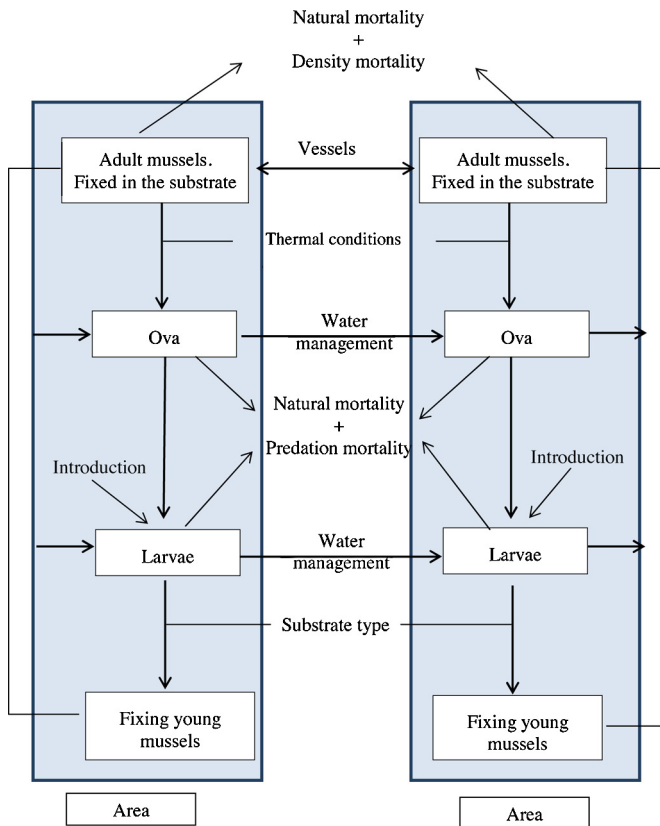 Natural mortality
+
Density mortality
Adult mussels.
Fixed in the substrate
Vessels
Adult mussels.
Fixed in the substrate
Thermal conditions
Ova
Water
management
Ova
Natural mortality
+
Predation mortality
Introduction
Introduction
Larvae
Water
management
Larvae
Substrate type
Fixing young
mussels
Fixing young
mussels
Area
Area